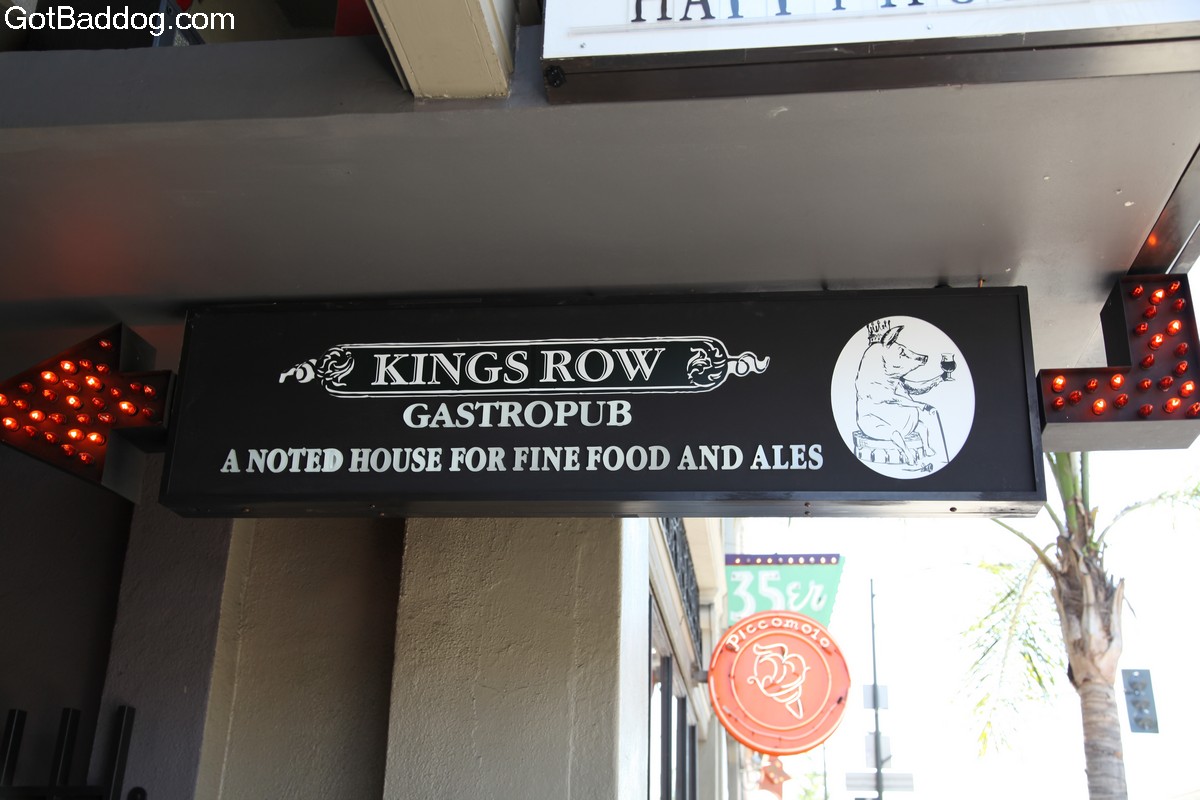 GotBaddog.com
KINGS ROW
GASTROPUB
A NOTED HOUSE FOR FINE FOOD AND ALES
35er
Piccomolo